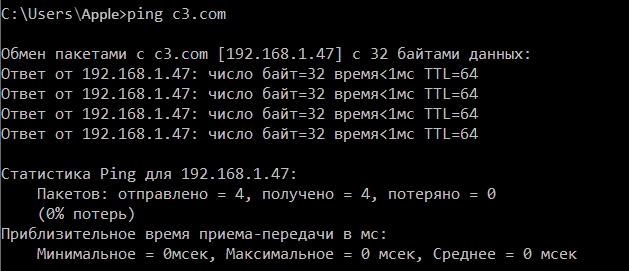 C:\Users\Apple>ping c3.com
Обмен пакетами с c3.com [192.168.1.47] с 32 байтами данных:
Ответ от 192.168.1.47: число байт=32 время<1мс TTL=64
Ответ от 192.168.1.47: число байт=32 время<1мс TTL=64
Ответ от 192.168.1.47: число байт=32 время<1мс TTL=64
Ответ от 192.168.1.47: число байт=32 время<1мс TTL=64
Статистика Ping для 192.168.1.47:
Пакетов: отправлено = 4, получено = 4, потеряно = 0
(0% потерь)
Приблизительное время приема-передачи в мс:
Минимальное = 0мсек, Максимальное = 0 мсек, Среднее = 0 мсек